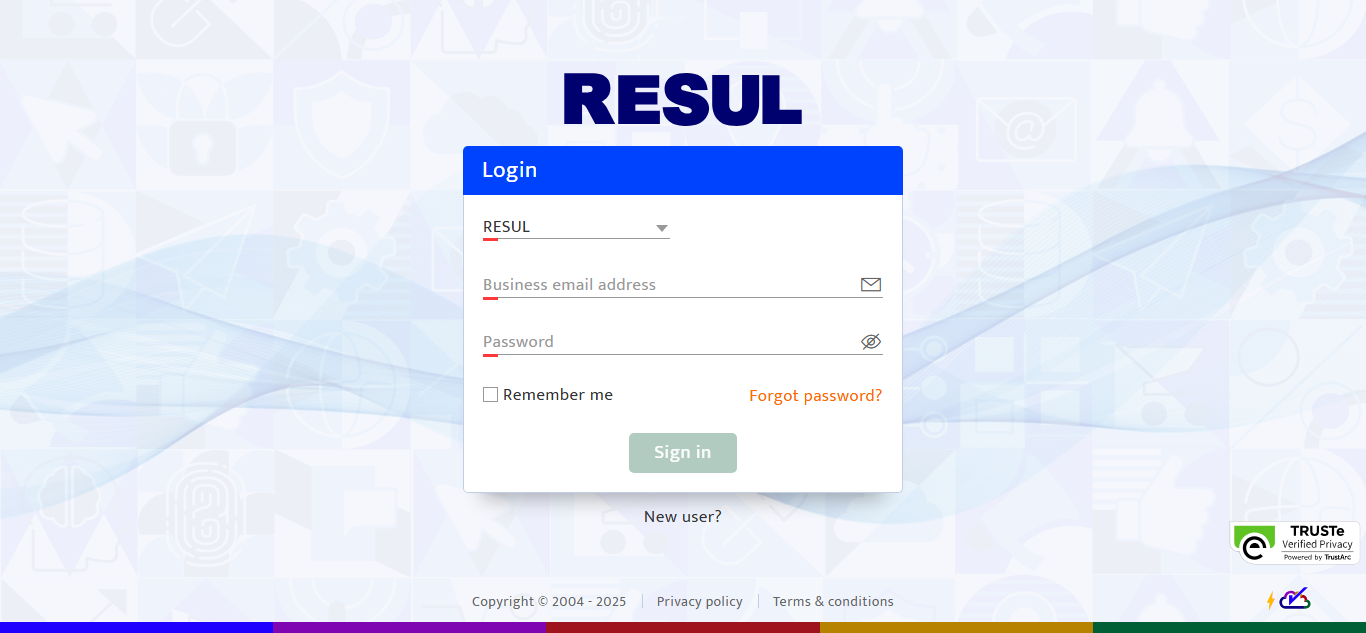 RESUL
Login
RESUL
Business email address
Password
Remember me
Forgot password?
Sign in
New user?
TRUSTe
Verified Privacy
Powered by TrustArc
Copyright © 2004 - 2025
Privacy policy
Terms & conditions